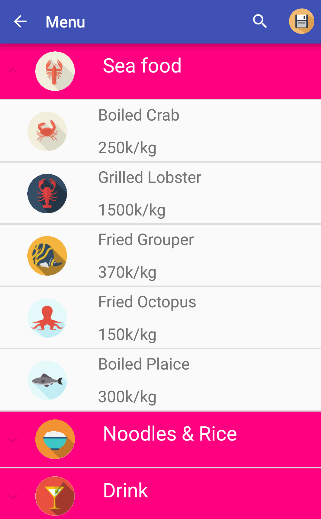 Menu
Sea food
Boiled Crab
250k/kg
Grilled Lobster
1500k/kg
Fried Grouper
370k/kg
Fried Octopus
150k/kg
Boiled Plaice
300k/kg
Noodles & Rice
Drink